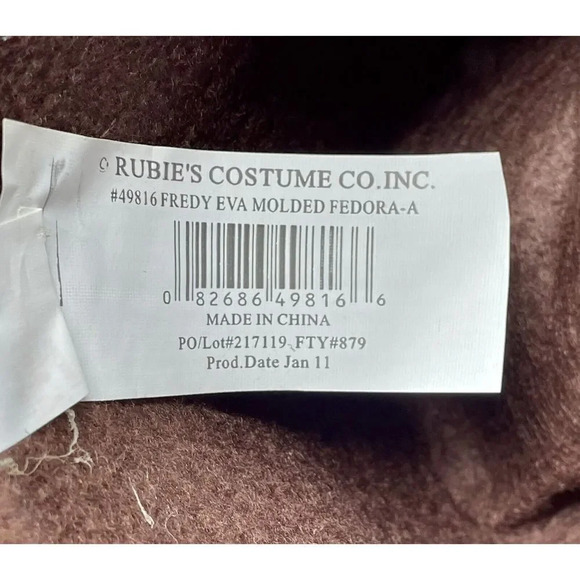 © RUBIE'S COSTUME CO.INC.
#49816 FREDY EVA MOLDED FEDORA-A
0 82686 49816 6
MADE IN CHINA
PO/Lot#217119 FTY#879
Prod.Date Jan 11